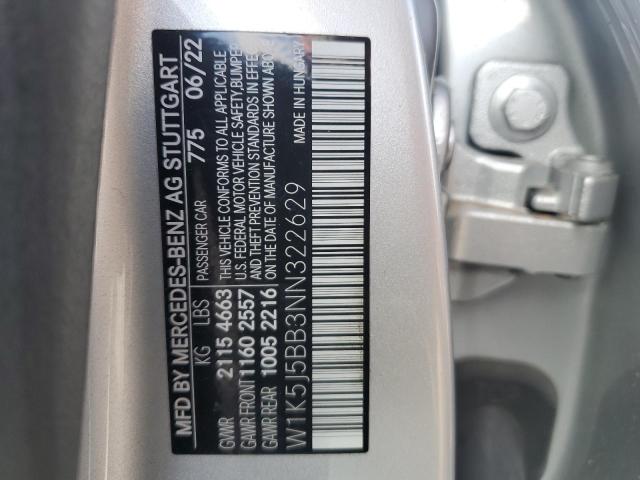 MFD BY MERCEDES-BENZ AG STUTTGART
775 06/22
KG LBS PASSENGER CAR
GVWR 2115 4663
GAWR FRONT 1160 2557
GAWR REAR 1005 2216
THIS VEHICLE CONFORMS TO ALL APPLICABLE
U.S. FEDERAL MOTOR VEHICLE SAFETY, BUMPER
AND THEFT PREVENTION STANDARDS IN EFFECT
ON THE DATE OF MANUFACTURE SHOWN ABOVE
MADE IN HUNGARY
W1K5J5BB3NN322629